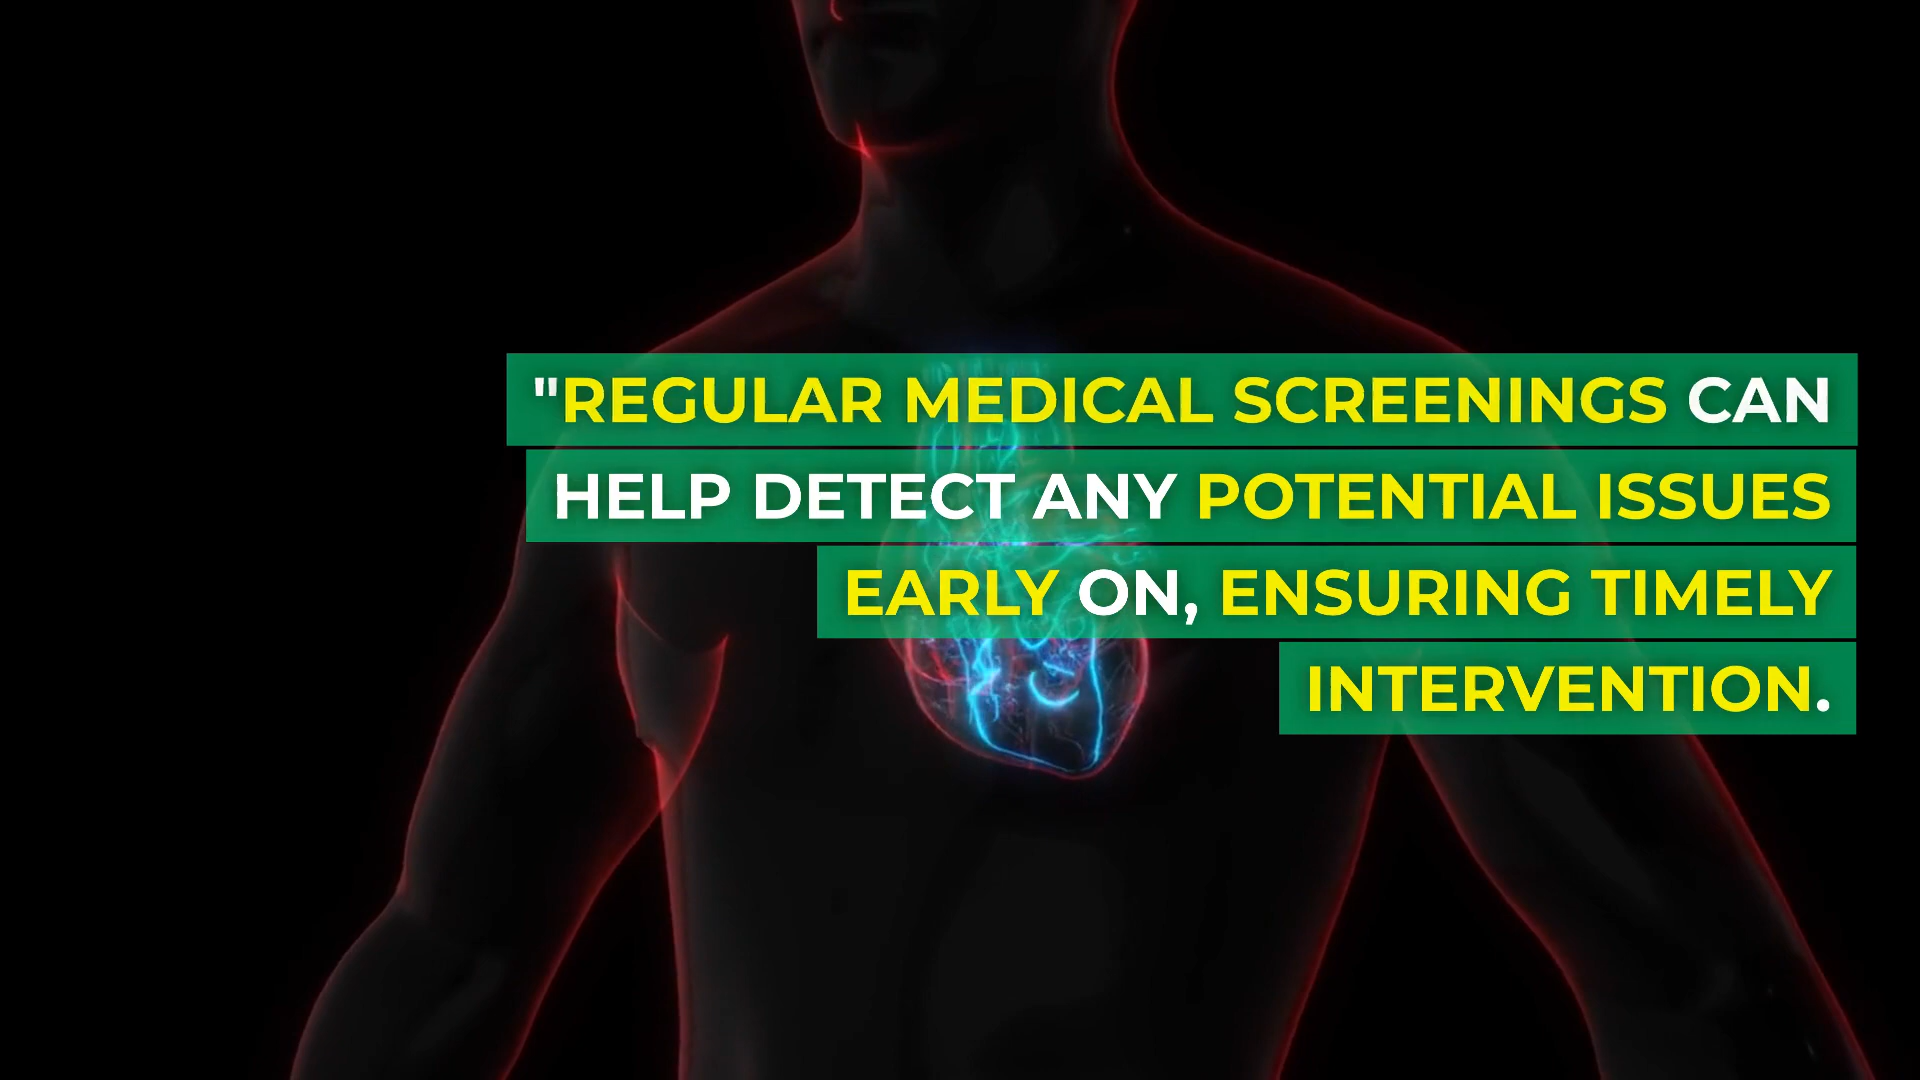 "REGULAR MEDICAL SCREENINGS CAN
HELP DETECT ANY POTENTIAL ISSUES
EARLY ON, ENSURING TIMELY
INTERVENTION.